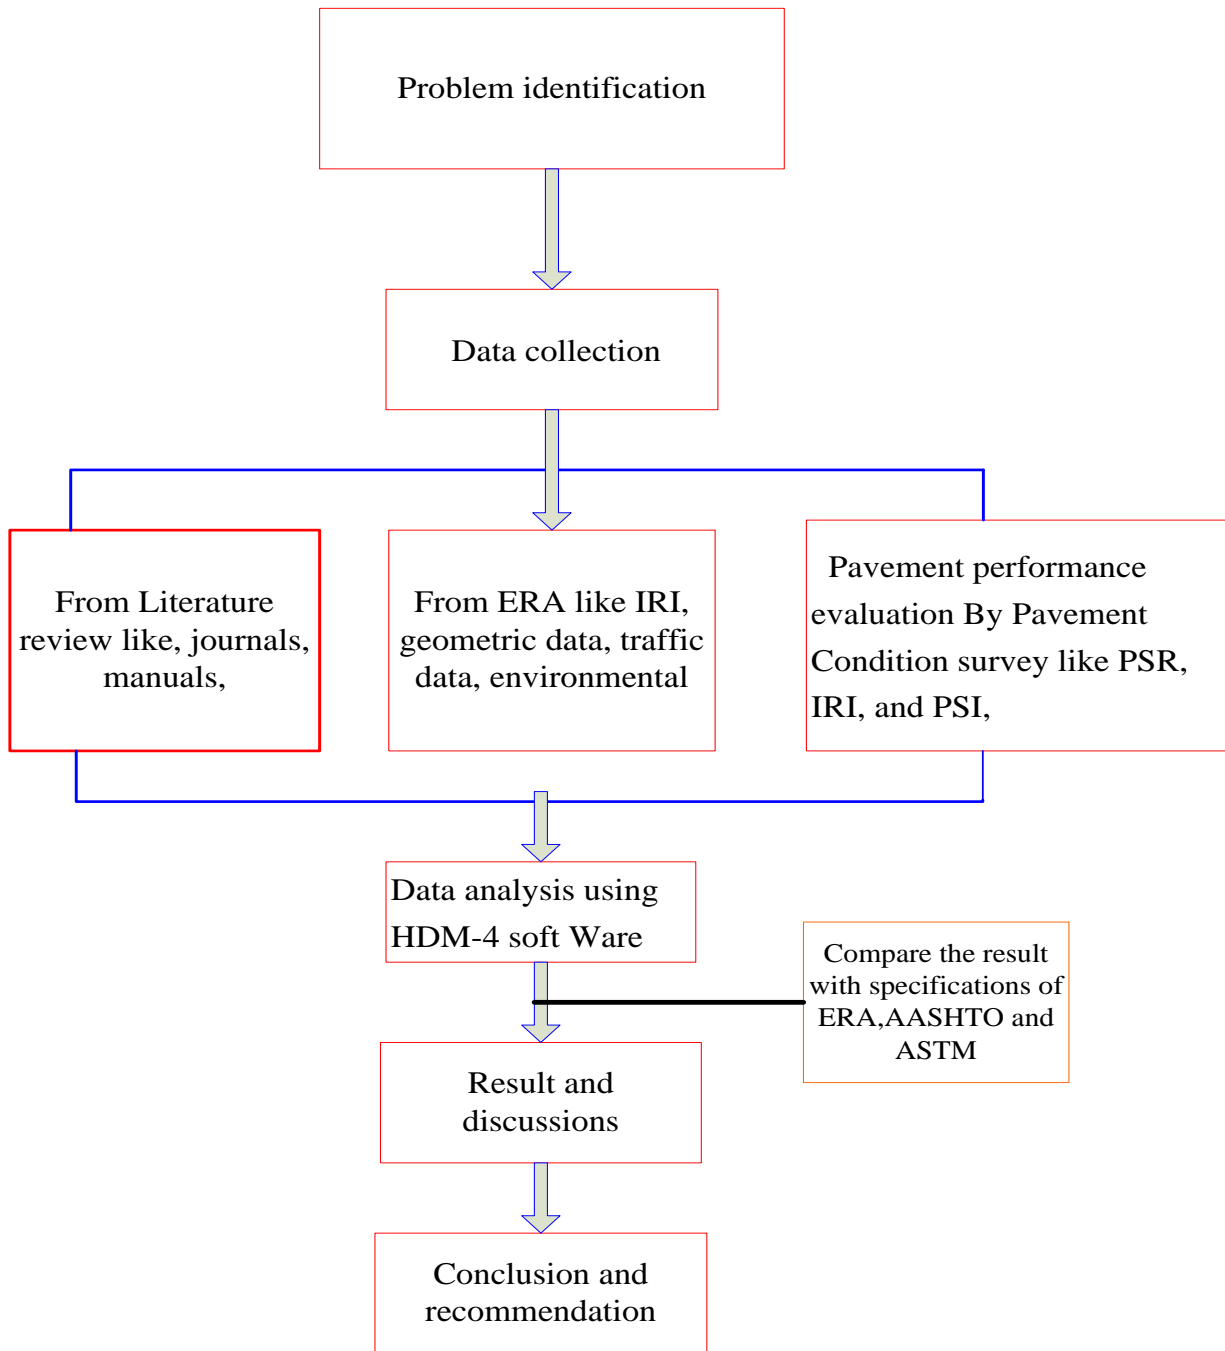 Problem identification
Data collection
From Literature
review like, journals,
manuals,
From ERA like IRI,
geometric data, traffic
data, environmental
Pavement performance
evaluation By Pavement
Condition survey like PSR,
IRI, and PSI,
Data analysis using
HDM-4 soft Ware
Compare the result
with specifications of
ERA,AASHTO and
ASTM
Result and
discussions
Conclusion and
recommendation